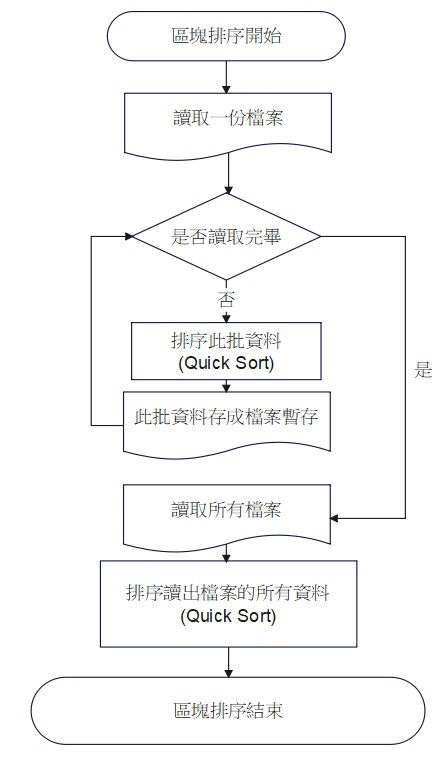 區塊排序開始
讀取一份檔案
是否讀取完畢
否
排序此批資料
(Quick Sort)
是
此批資料存成檔案暫存
讀取所有檔案
排序讀出檔案的所有資料
(Quick Sort)
區塊排序結束